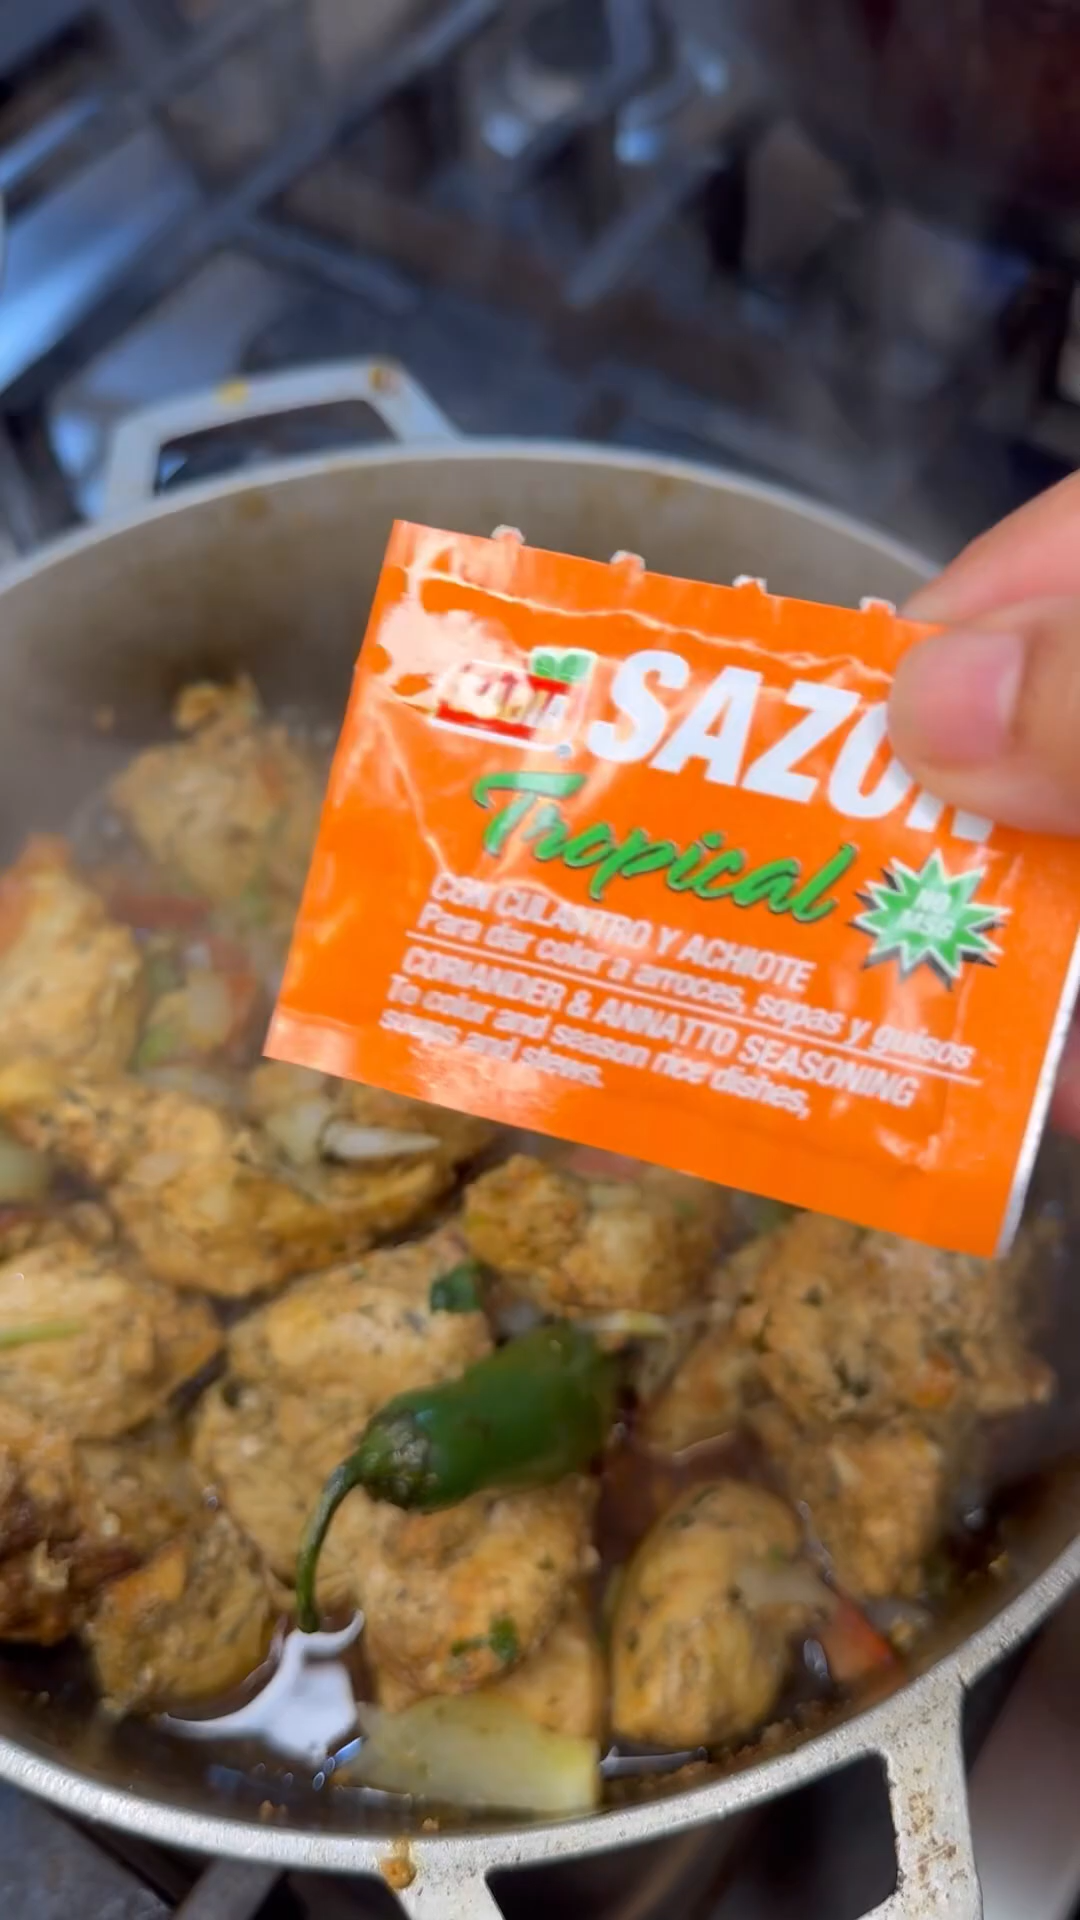 SAZON
Tropical
NO
MSG
CON CULANTRO Y ACHIOTE
Para dar color a arroces, sopas y guisos
CORIANDER & ANNATTO SEASONING
To color and season rice dishes,
soups and stews.